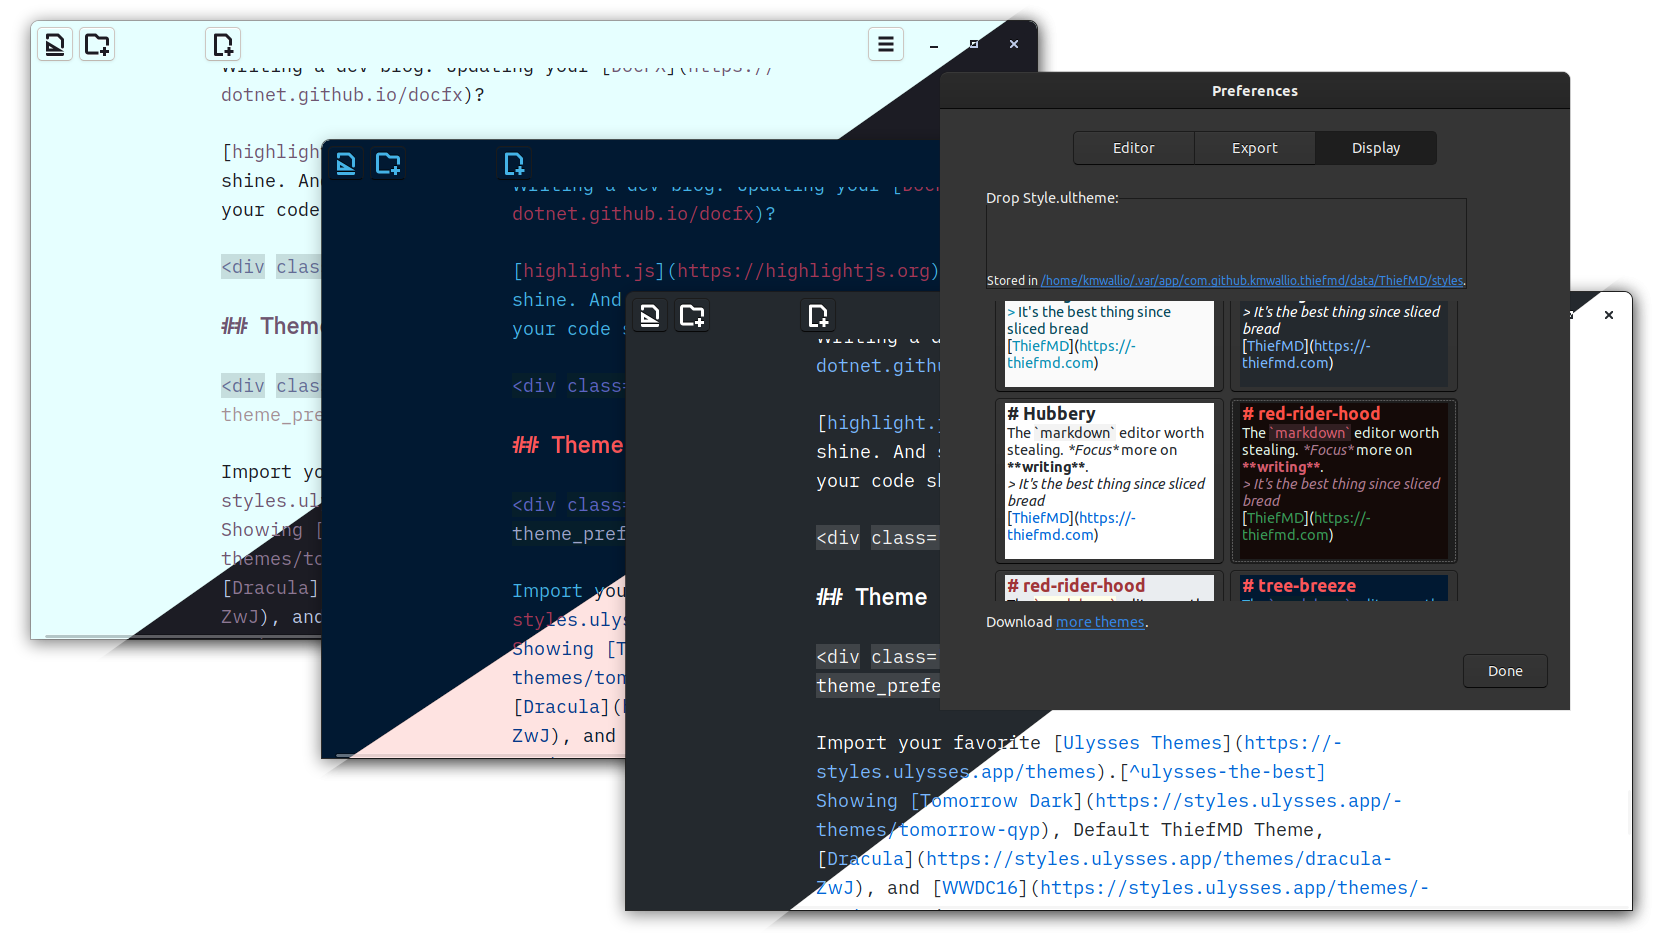 Writing a dev blog. Updating your [DocFX](https://
dotnet.github.io/docfx)?
[highlight
shine. An
your code
<div clas
## Theme
<div clas
theme_pre
Import yo
styles.ul
Showing [
themes/to
[Dracula]
ZwJ), and
Writing a dev blog. Updating your [Doc
dotnet.github.io/docfx)?
[highlight.js](https://highlightjs.org)
shine. And
your code s
<div class=
## Theme
<div class=
theme_pref
Import you
styles.ulys
Showing [T
themes/tom
[Dracula](
ZwJ), and
Writing a d
dotnet.gith
[highlight.j
shine. And s
your code sh
<div class=
## Theme
<div class=
theme_prefe
Import your favorite [Ulysses Themes](https://-
styles.ulysses.app/themes).[^ulysses-the-best]
Showing [Tomorrow Dark](https://styles.ulysses.app/-
themes/tomorrow-qyp), Default ThiefMD Theme,
[Dracula](https://styles.ulysses.app/themes/dracula-
ZwJ), and [WWDC16](https://styles.ulysses.app/themes/-
Preferences
Editor Export Display
Drop Style.ultheme:
Stored in /home/kmwallio/.var/app/com.github.kmwallio.thiefmd/data/ThiefMD/styles.
> It's the best thing since
sliced bread
[ThiefMD](https://-
thiefmd.com)
> It's the best thing since sliced
bread
[ThiefMD](https://-
thiefmd.com)
# Hubbery
The `markdown` editor worth
stealing. *Focus* more on
**writing**.
> It's the best thing since sliced
bread
[ThiefMD](https://-
thiefmd.com)
# red-rider-hood
The `markdown` editor worth
stealing. *Focus* more on
**writing**.
> It's the best thing since sliced
bread
[ThiefMD](https://-
thiefmd.com)
# red-rider-hood
# tree-breeze
Download more themes.
Done